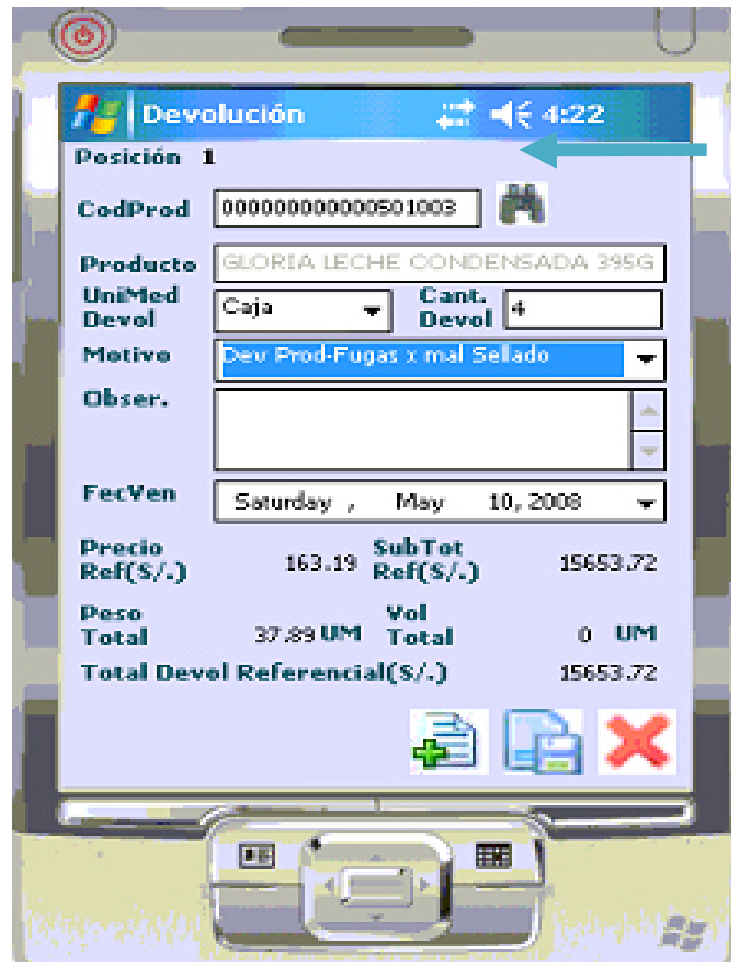 Devolución 4:22
Posición 1
CodProd 000000000000501003
Producto GLORIA LECHE CONDENSADA 395G
UniMed Devol Caja Cant. Devol 4
Motivo Dev Prod-Fugas x mal Sellado
Obser.
FecVen Saturday , May 10, 2008
Precio Ref(S/.) 163.19 SubTot Ref(S/.) 15653.72
Peso Total 37.89 UM Vol Total 0 UM
Total Devol Referencial(S/.) 15653.72